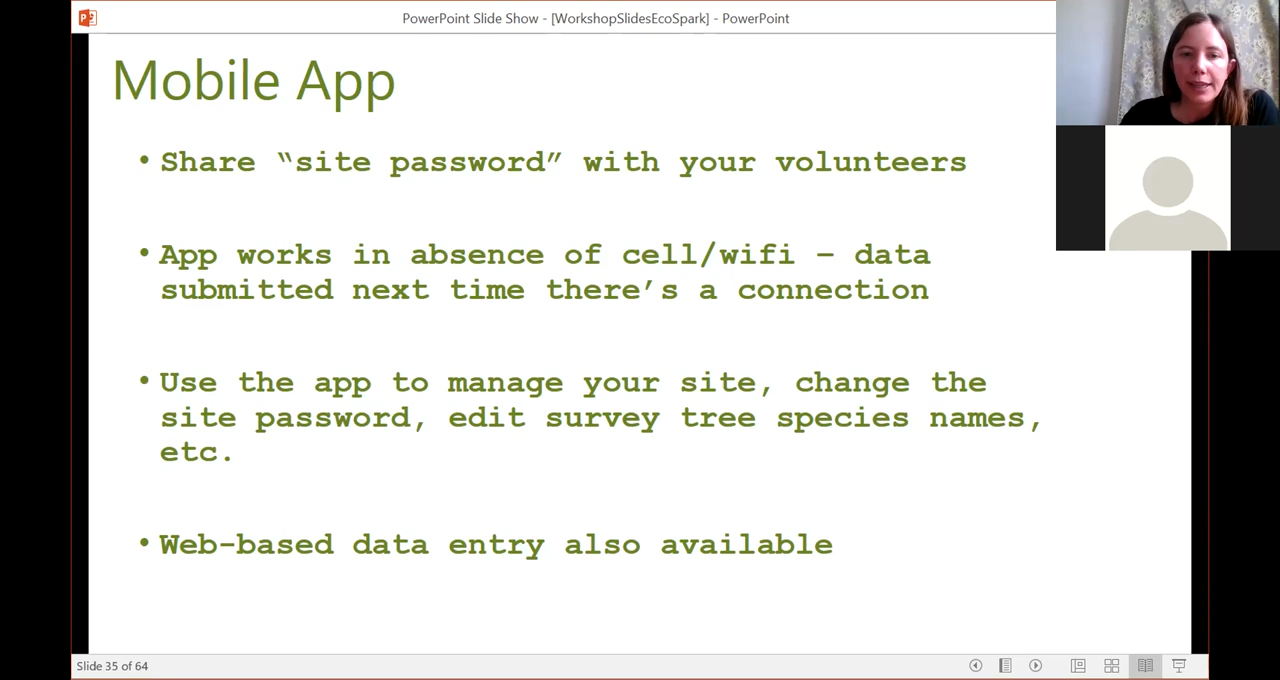 PowerPoint Slide Show - [WorkshopSlidesEcoSpark] - PowerPoint
Mobile App
• Share “site password” with your volunteers
• App works in absence of cell/wifi – data
submitted next time there’s a connection
• Use the app to manage your site, change the
site password, edit survey tree species names,
etc.
• Web-based data entry also available
Slide 35 of 64